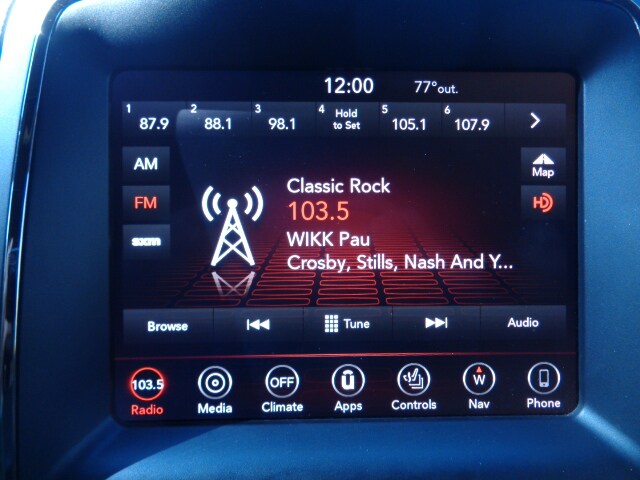 12:00 77°out.
1 87.9 2 88.1 3 98.1 4 Hold to Set 5 105.1 6 107.9
AM
FM
sxm
Map
HD
Classic Rock
103.5
WIKK Pau
Crosby, Stills, Nash And Y...
Browse Tune Audio
103.5 OFF u W
Radio Media Climate Apps Controls Nav Phone